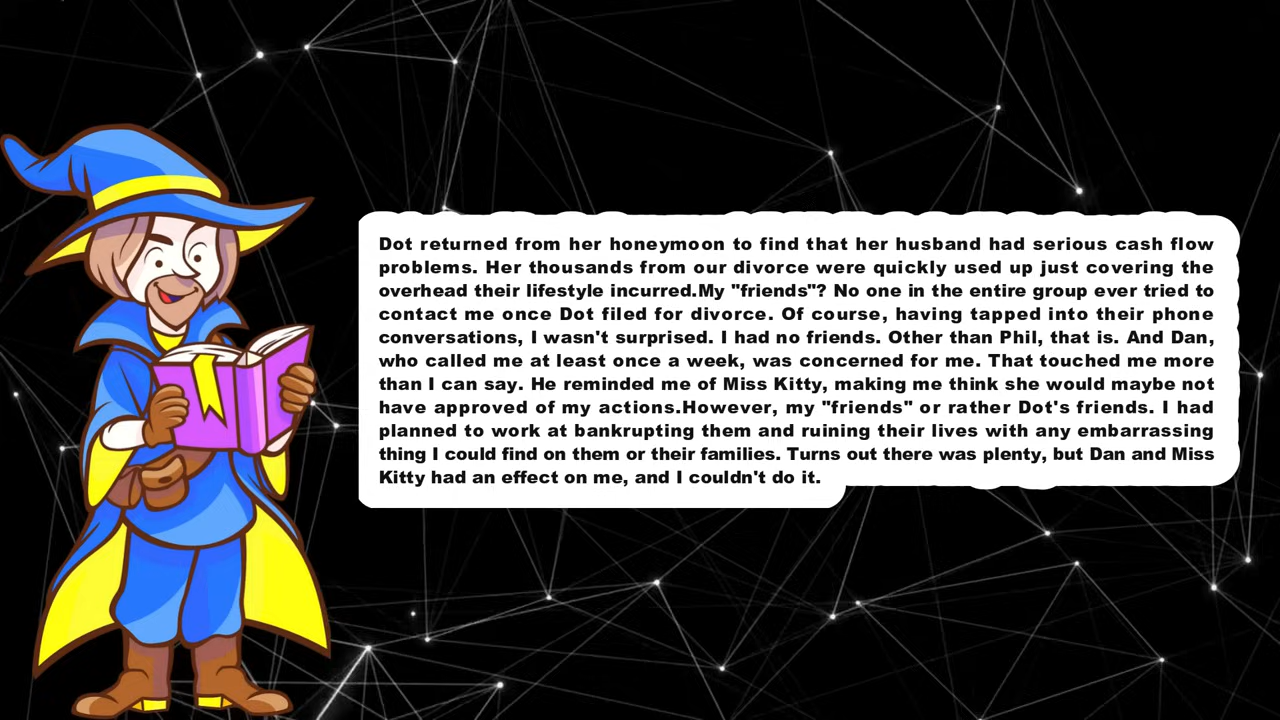 Dot returned from her honeymoon to find that her husband had serious cash flow
problems. Her thousands from our divorce were quickly used up just covering the
overhead their lifestyle incurred.My "friends"? No one in the entire group ever tried to
contact me once Dot filed for divorce. Of course, having tapped into their phone
conversations, I wasn't surprised. I had no friends. Other than Phil, that is. And Dan,
who called me at least once a week, was concerned for me. That touched me more
than I can say. He reminded me of Miss Kitty, making me think she would maybe not
have approved of my actions.However, my "friends" or rather Dot's friends. I had
planned to work at bankrupting them and ruining their lives with any embarrassing
thing I could find on them or their families. Turns out there was plenty, but Dan and Miss
Kitty had an effect on me, and I couldn't do it.